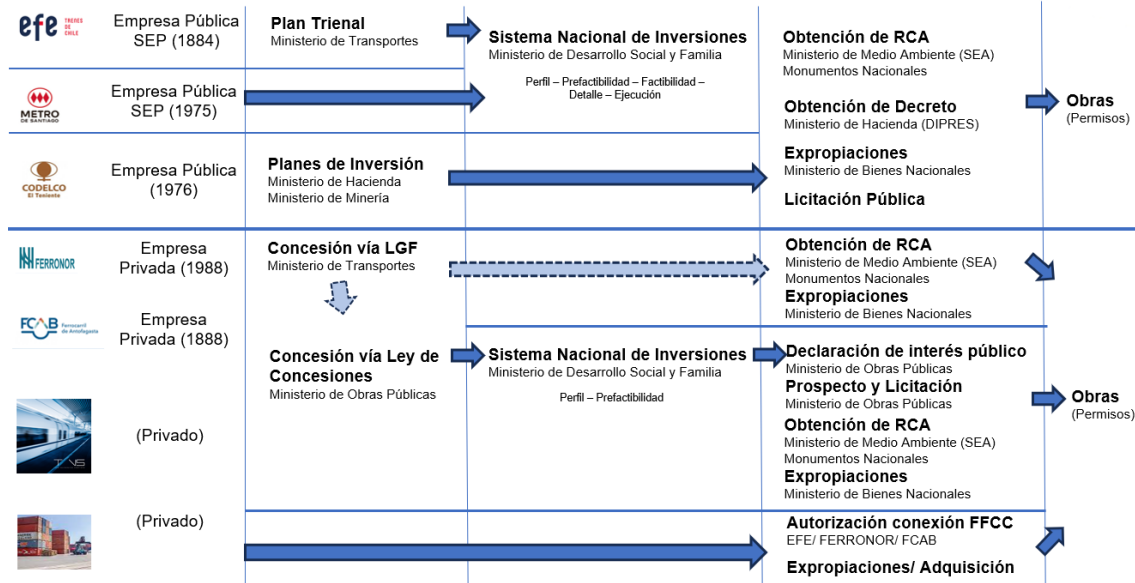 efe TRENES DE CHILE
Empresa Pública
SEP (1884)
Plan Trienal
Ministerio de Transportes
Sistema Nacional de Inversiones
Ministerio de Desarrollo Social y Familia
Perfil – Prefactibilidad – Factibilidad –
Detalle – Ejecución
Obtención de RCA
Ministerio de Medio Ambiente (SEA)
Monumentos Nacionales
METRO
DE SANTIAGO
Empresa Pública
SEP (1975)
Obtención de Decreto
Ministerio de Hacienda (DIPRES)
Obras
(Permisos)
CODELCO
El Teniente
Empresa Pública
(1976)
Planes de Inversión
Ministerio de Hacienda
Ministerio de Minería
Expropiaciones
Ministerio de Bienes Nacionales
Licitación Pública
FERRONOR
Empresa
Privada (1988)
Concesión vía LGF
Ministerio de Transportes
Obtención de RCA
Ministerio de Medio Ambiente (SEA)
Monumentos Nacionales
Expropiaciones
Ministerio de Bienes Nacionales
FCAB Ferrocarril
de Antofagasta
Empresa
Privada (1888)
Concesión vía Ley de
Concesiones
Ministerio de Obras Públicas
Sistema Nacional de Inversiones
Ministerio de Desarrollo Social y Familia
Perfil – Prefactibilidad
Declaración de interés público
Ministerio de Obras Públicas
Prospecto y Licitación
Ministerio de Obras Públicas
Obtención de RCA
Ministerio de Medio Ambiente (SEA)
Monumentos Nacionales
Expropiaciones
Ministerio de Bienes Nacionales
Obras
(Permisos)
(Privado)
(Privado)
Autorización conexión FFCC
EFE/ FERRONOR/ FCAB
Expropiaciones/ Adquisición